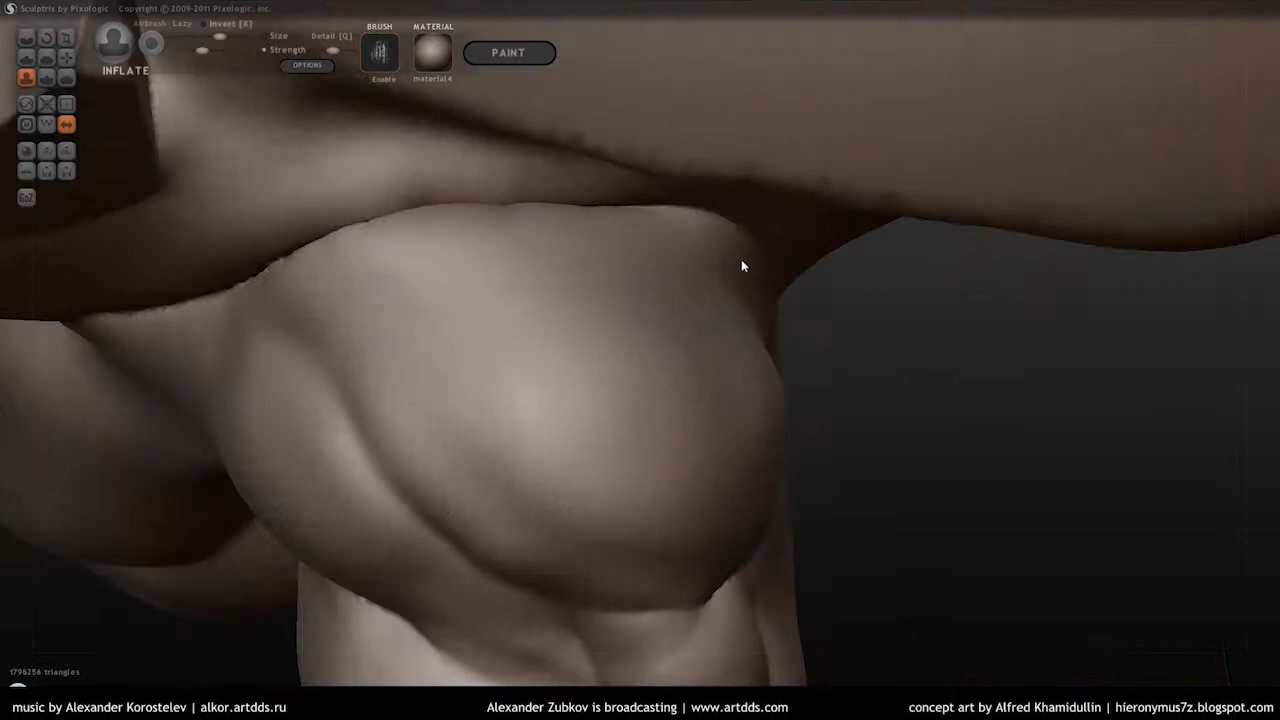 Sculptris by Pixologic   Copyright © 2009-2011 Pixologic, Inc.
Airbrush Lazy Invert [X]
Size Detail [Q]
Strength
OPTIONS
INFLATE
BRUSH
Enable
MATERIAL
material4
PAINT
GoZ
1796256 triangles
music by Alexander Korostelev | alkor.artdds.ru
Alexander Zubkov is broadcasting | www.artdds.com
concept art by Alfred Khamidullin | hieronymus7z.blogspot.com